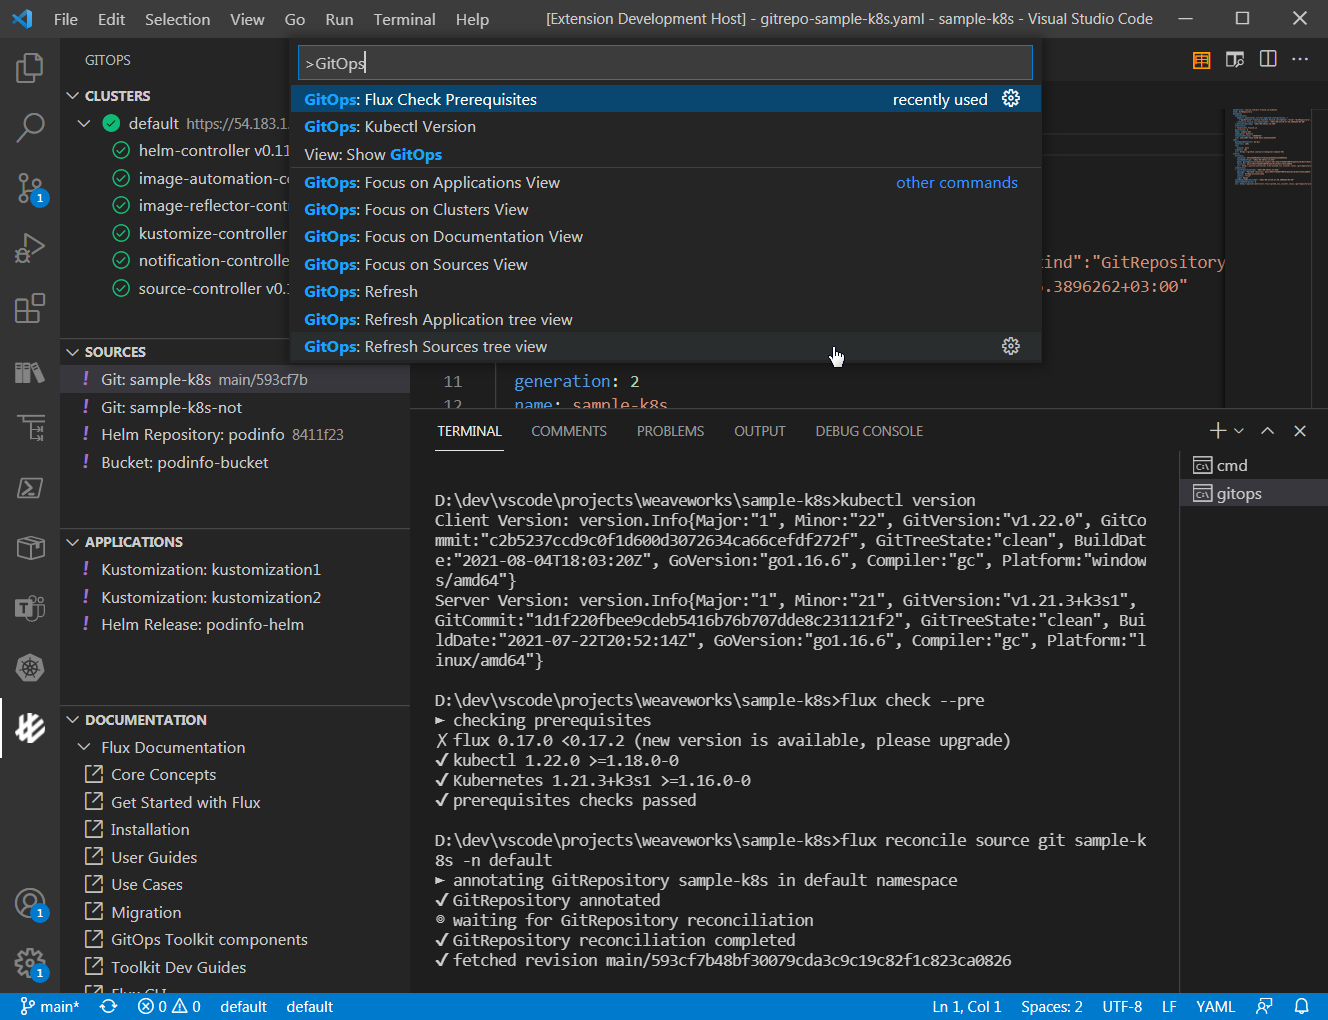 File Edit Selection View Go Run Terminal Help [Extension Development Host] - gitrepo-sample-k8s.yaml - sample-k8s - Visual Studio Code
GITOPS
>GitOps
GitOps: Flux Check Prerequisites recently used
GitOps: Kubectl Version
View: Show GitOps
GitOps: Focus on Applications View other commands
GitOps: Focus on Clusters View
GitOps: Focus on Documentation View
GitOps: Focus on Sources View
GitOps: Refresh
GitOps: Refresh Application tree view
GitOps: Refresh Sources tree view
CLUSTERS
default https://54.183.1.
helm-controller v0.11
image-automation-co
image-reflector-cont
kustomize-controller
notification-controlle
source-controller v0.1
SOURCES
Git: sample-k8s main/593cf7b
Git: sample-k8s-not
Helm Repository: podinfo 8411f23
Bucket: podinfo-bucket
APPLICATIONS
Kustomization: kustomization1
Kustomization: kustomization2
Helm Release: podinfo-helm
DOCUMENTATION
Flux Documentation
Core Concepts
Get Started with Flux
Installation
User Guides
Use Cases
Migration
GitOps Toolkit components
Toolkit Dev Guides
Flux CLI
1
1
1
kind":"GitRepository
.3896262+03:00"
11 generation: 2
12 name: sample-k8s
TERMINAL COMMENTS PROBLEMS OUTPUT DEBUG CONSOLE
cmd
gitops
D:\dev\vscode\projects\weaveworks\sample-k8s>kubectl version
Client Version: version.Info{Major:"1", Minor:"22", GitVersion:"v1.22.0", GitCo
mmit:"c2b5237ccd9c0f1d600d3072634ca66cefdf272f", GitTreeState:"clean", BuildDat
e:"2021-08-04T18:03:20Z", GoVersion:"go1.16.6", Compiler:"gc", Platform:"window
s/amd64"}
Server Version: version.Info{Major:"1", Minor:"21", GitVersion:"v1.21.3+k3s1",
GitCommit:"1d1f220fbee9cdeb5416b76b707dde8c231121f2", GitTreeState:"clean", Bui
ldDate:"2021-07-22T20:52:14Z", GoVersion:"go1.16.6", Compiler:"gc", Platform:"l
inux/amd64"}
D:\dev\vscode\projects\weaveworks\sample-k8s>flux check --pre
► checking prerequisites
✗ flux 0.17.0 <0.17.2 (new version is available, please upgrade)
✔ kubectl 1.22.0 >=1.18.0-0
✔ Kubernetes 1.21.3+k3s1 >=1.16.0-0
✔ prerequisites checks passed
D:\dev\vscode\projects\weaveworks\sample-k8s>flux reconcile source git sample-k
8s -n default
► annotating GitRepository sample-k8s in default namespace
✔ GitRepository annotated
◎ waiting for GitRepository reconciliation
✔ GitRepository reconciliation completed
✔ fetched revision main/593cf7b48bf30079cda3c9c19c82f1c823ca0826
main* 0 0 default default Ln 1, Col 1 Spaces: 2 UTF-8 LF YAML